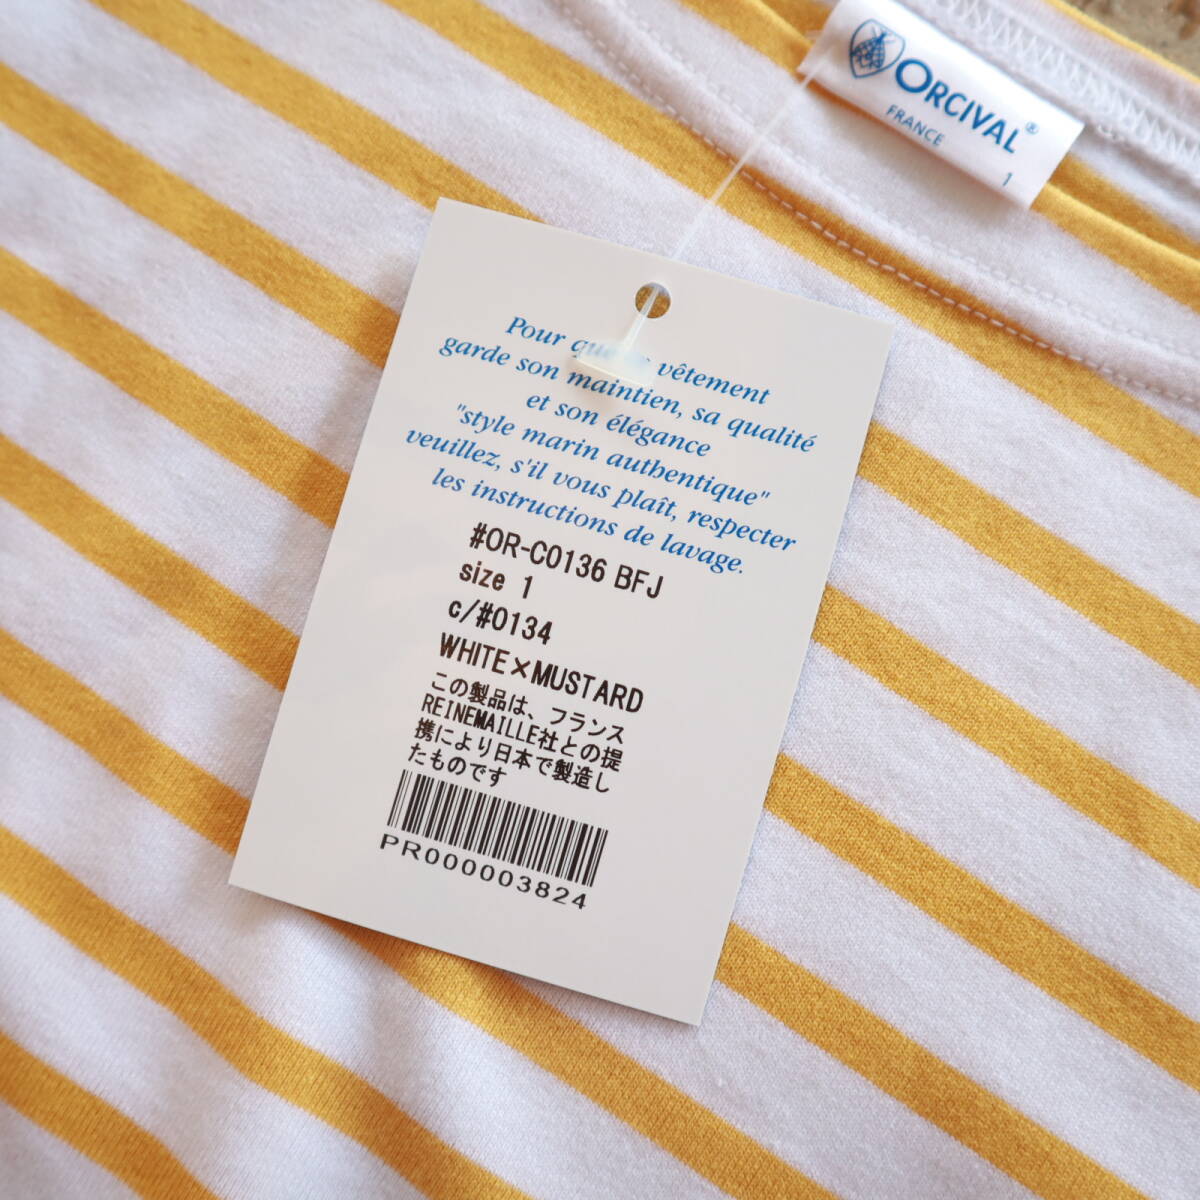 ORCIVAL®
FRANCE
1
Pour vêtement
garde son maintien, sa qualité
et son élégance
"style marin authentique"
veuillez, s'il vous plaît, respecter
les instructions de lavage.
#OR-C0136 BFJ
size 1
c/#0134
WHITE×MUSTARD
この製品は、フランス
REINEMAILLE社との提
携により日本で製造し
たものです
PR000003824